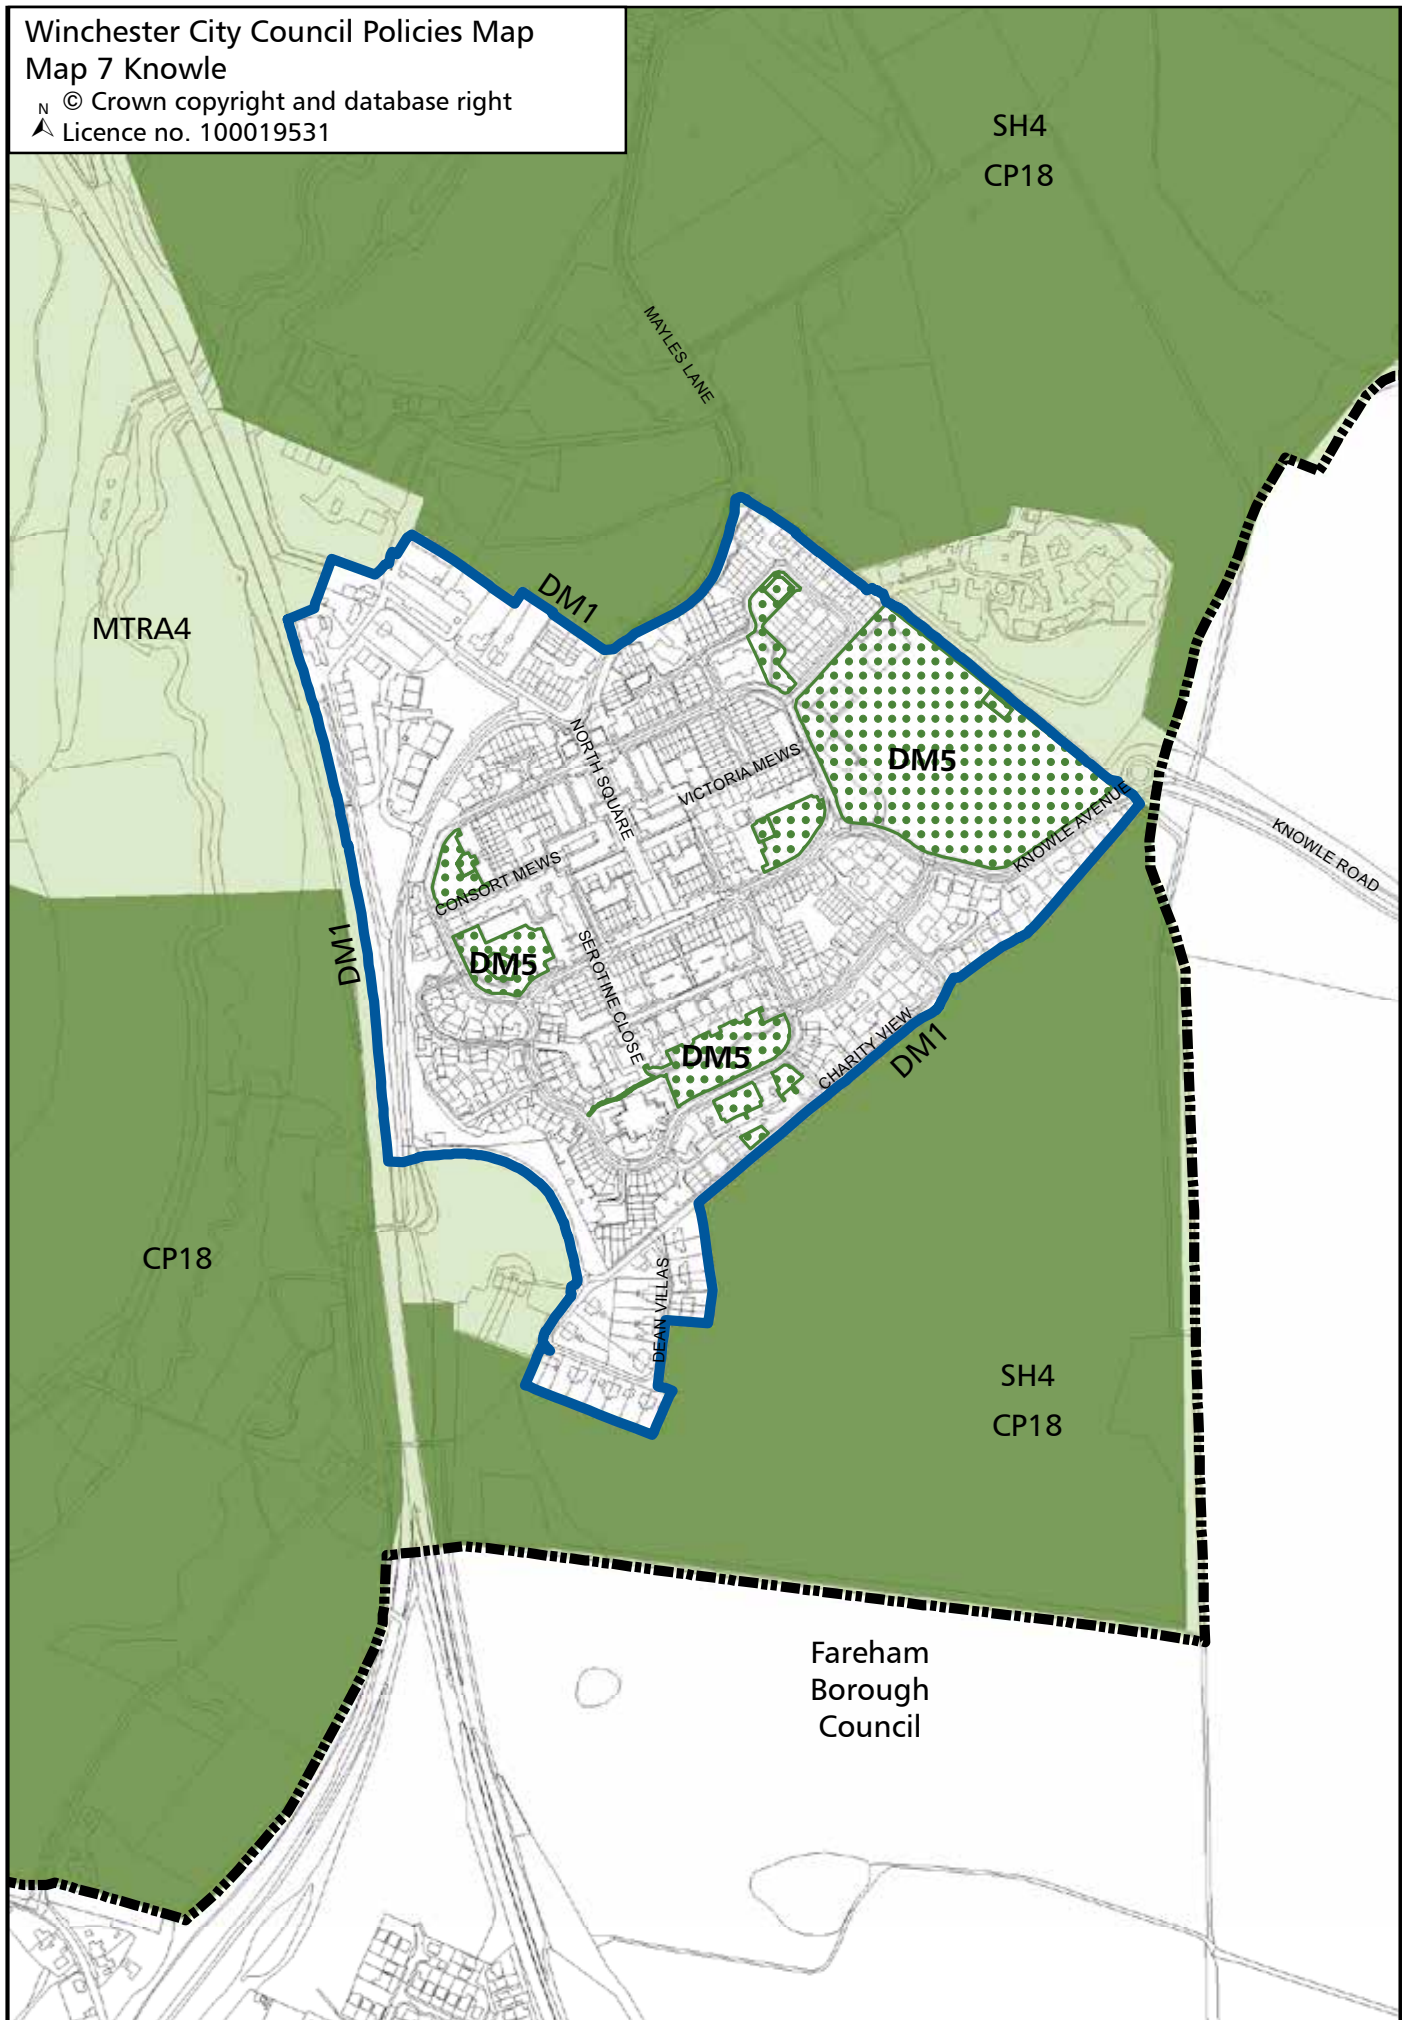 Winchester City Council Policies Map
Map 7 Knowle
N © Crown copyright and database right
Licence no. 100019531
SH4
CP18
MAYLES LANE
DM1
MTRA4
NORTH SQUARE
VICTORIA MEWS
DM5
KNOWLE AVENUE
KNOWLE ROAD
CONSORT MEWS
DM1
DM5
SEROTINE CLOSE
DM5
CHARITY VIEW
DM1
CP18
DEAN VILLAS
SH4
CP18
Fareham
Borough
Council